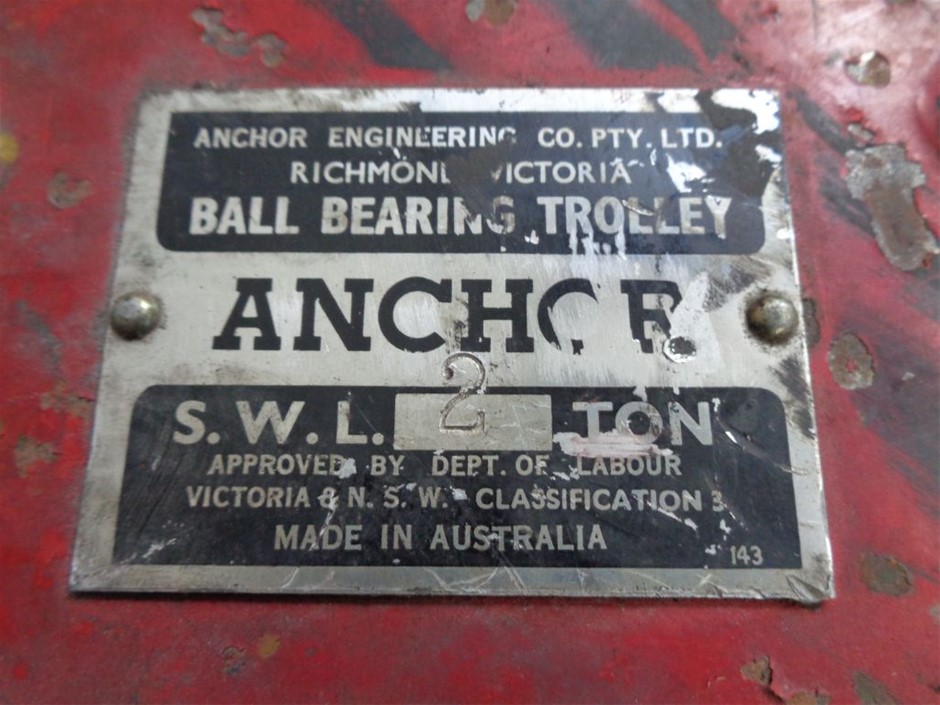 ANCHOR ENGINEERING CO. PTY. LTD.
RICHMOND VICTORIA
BALL BEARING TROLLEY
ANCHOR
S.W.L. 2 TON
APPROVED BY DEPT. OF LABOUR
VICTORIA & N.S.W. CLASSIFICATION 3
MADE IN AUSTRALIA
143